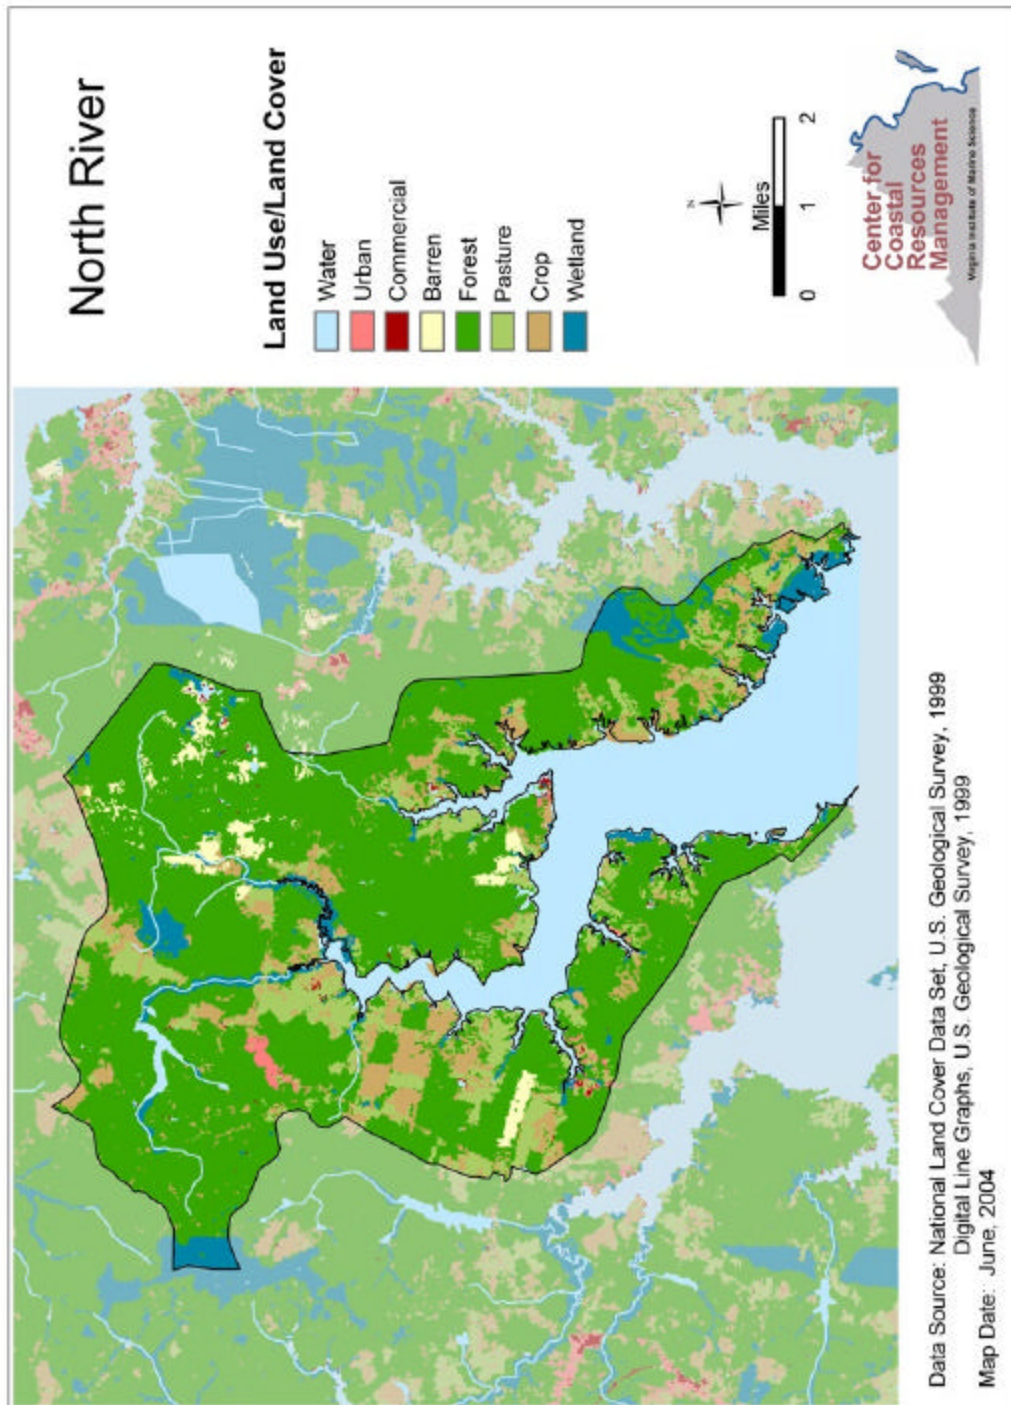 North River
Land Use/Land Cover
Water
Urban
Commercial
Barren
Forest
Pasture
Crop
Wetland
N
Miles
0 1 2
Center for
Coastal
Resources
Management
Virginia Institute of Marine Science
Data Source: National Land Cover Data Set, U.S. Geological Survey, 1999
Digital Line Graphs, U.S. Geological Survey, 1999
Map Date: June, 2004